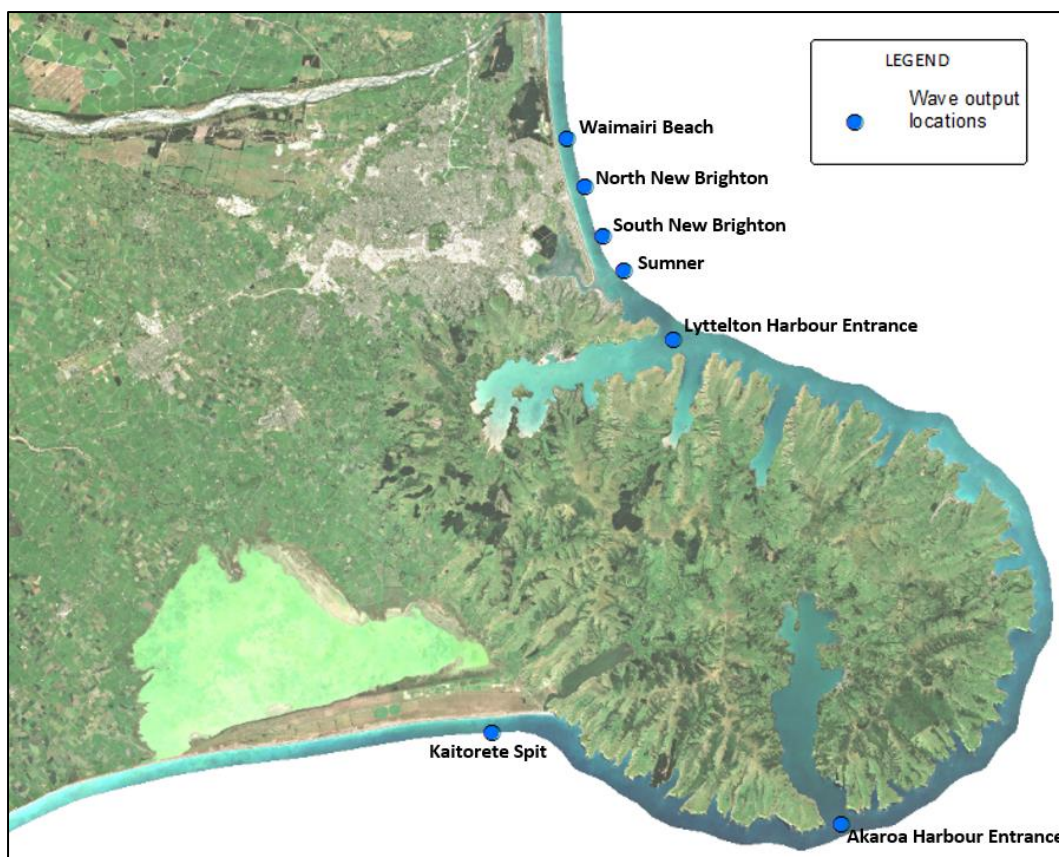 LEGEND
Wave output
locations
Waimairi Beach
North New Brighton
South New Brighton
Sumner
Lyttelton Harbour Entrance
Kaitorete Spit
Akaroa Harbour Entrance